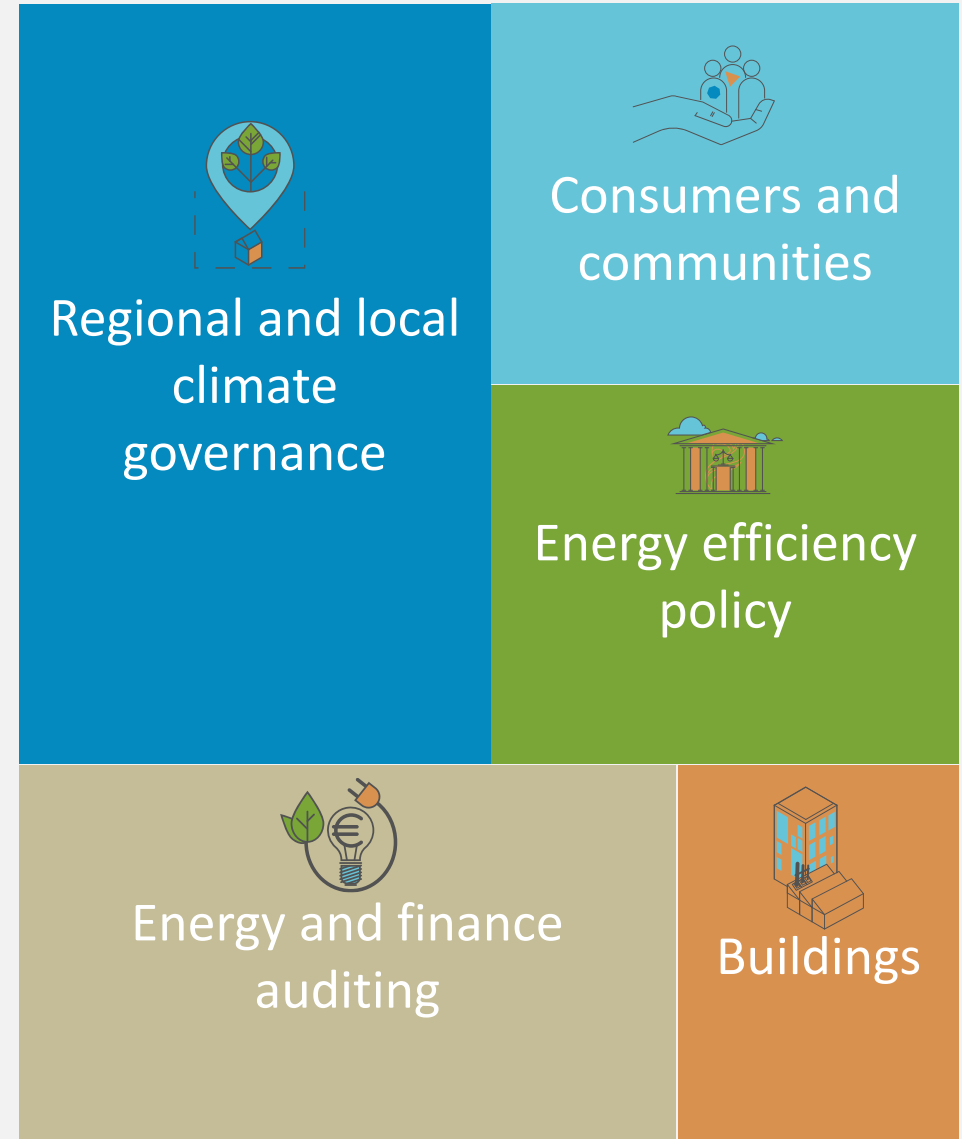 Regional and local
climate
governance
Consumers and
communities
Energy efficiency
policy
€
Energy and finance
auditing
Buildings